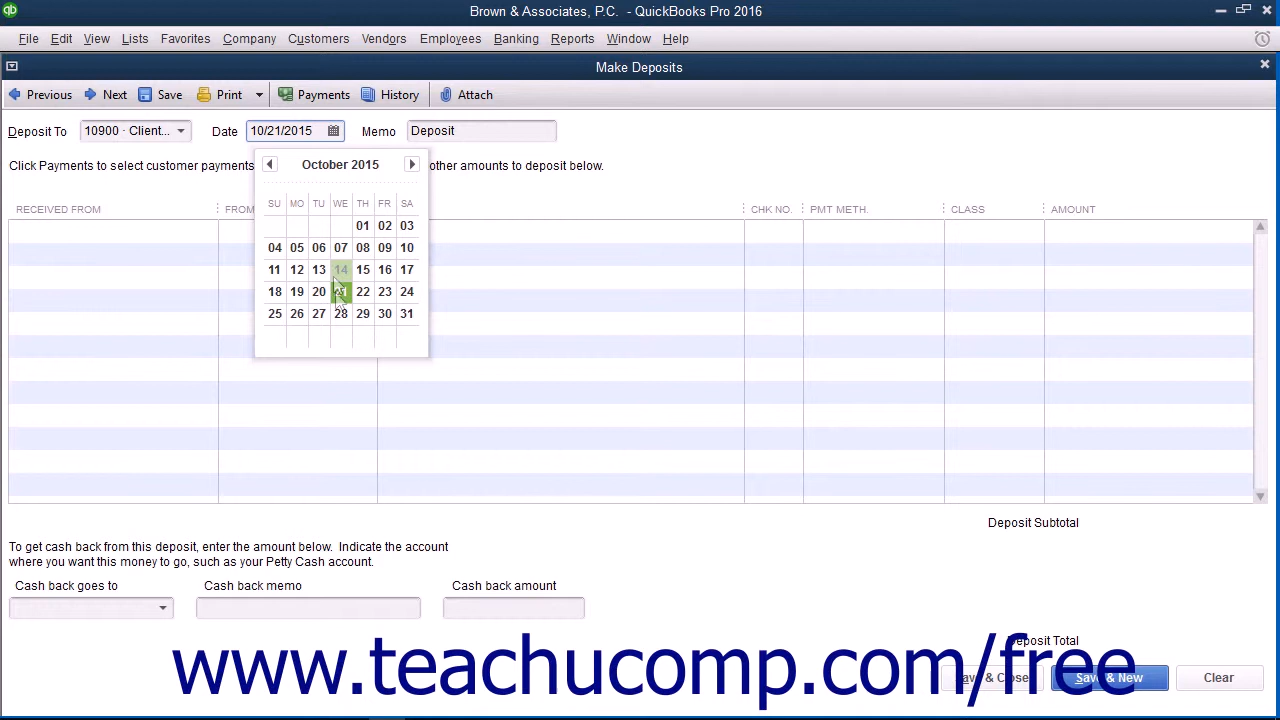 Brown & Associates, P.C. - QuickBooks Pro 2016
File Edit View Lists Favorites Company Customers Vendors Employees Banking Reports Window Help
Make Deposits
Previous Next Save Print Payments History Attach
Deposit To 10900 · Client... Date 10/21/2015 Memo Deposit
Click Payments to select customer payments other amounts to deposit below.
October 2015
SU MO TU WE TH FR SA
RECEIVED FROM FROM CHK NO. PMT METH. CLASS AMOUNT
01 02 03
04 05 06 07 08 09 10
11 12 13 14 15 16 17
18 19 20 21 22 23 24
25 26 27 28 29 30 31
Deposit Subtotal
To get cash back from this deposit, enter the amount below. Indicate the account
where you want this money to go, such as your Petty Cash account.
Cash back goes to Cash back memo Cash back amount
Deposit Total
www.teachucomp.com/free
Save & Close Save & New Clear